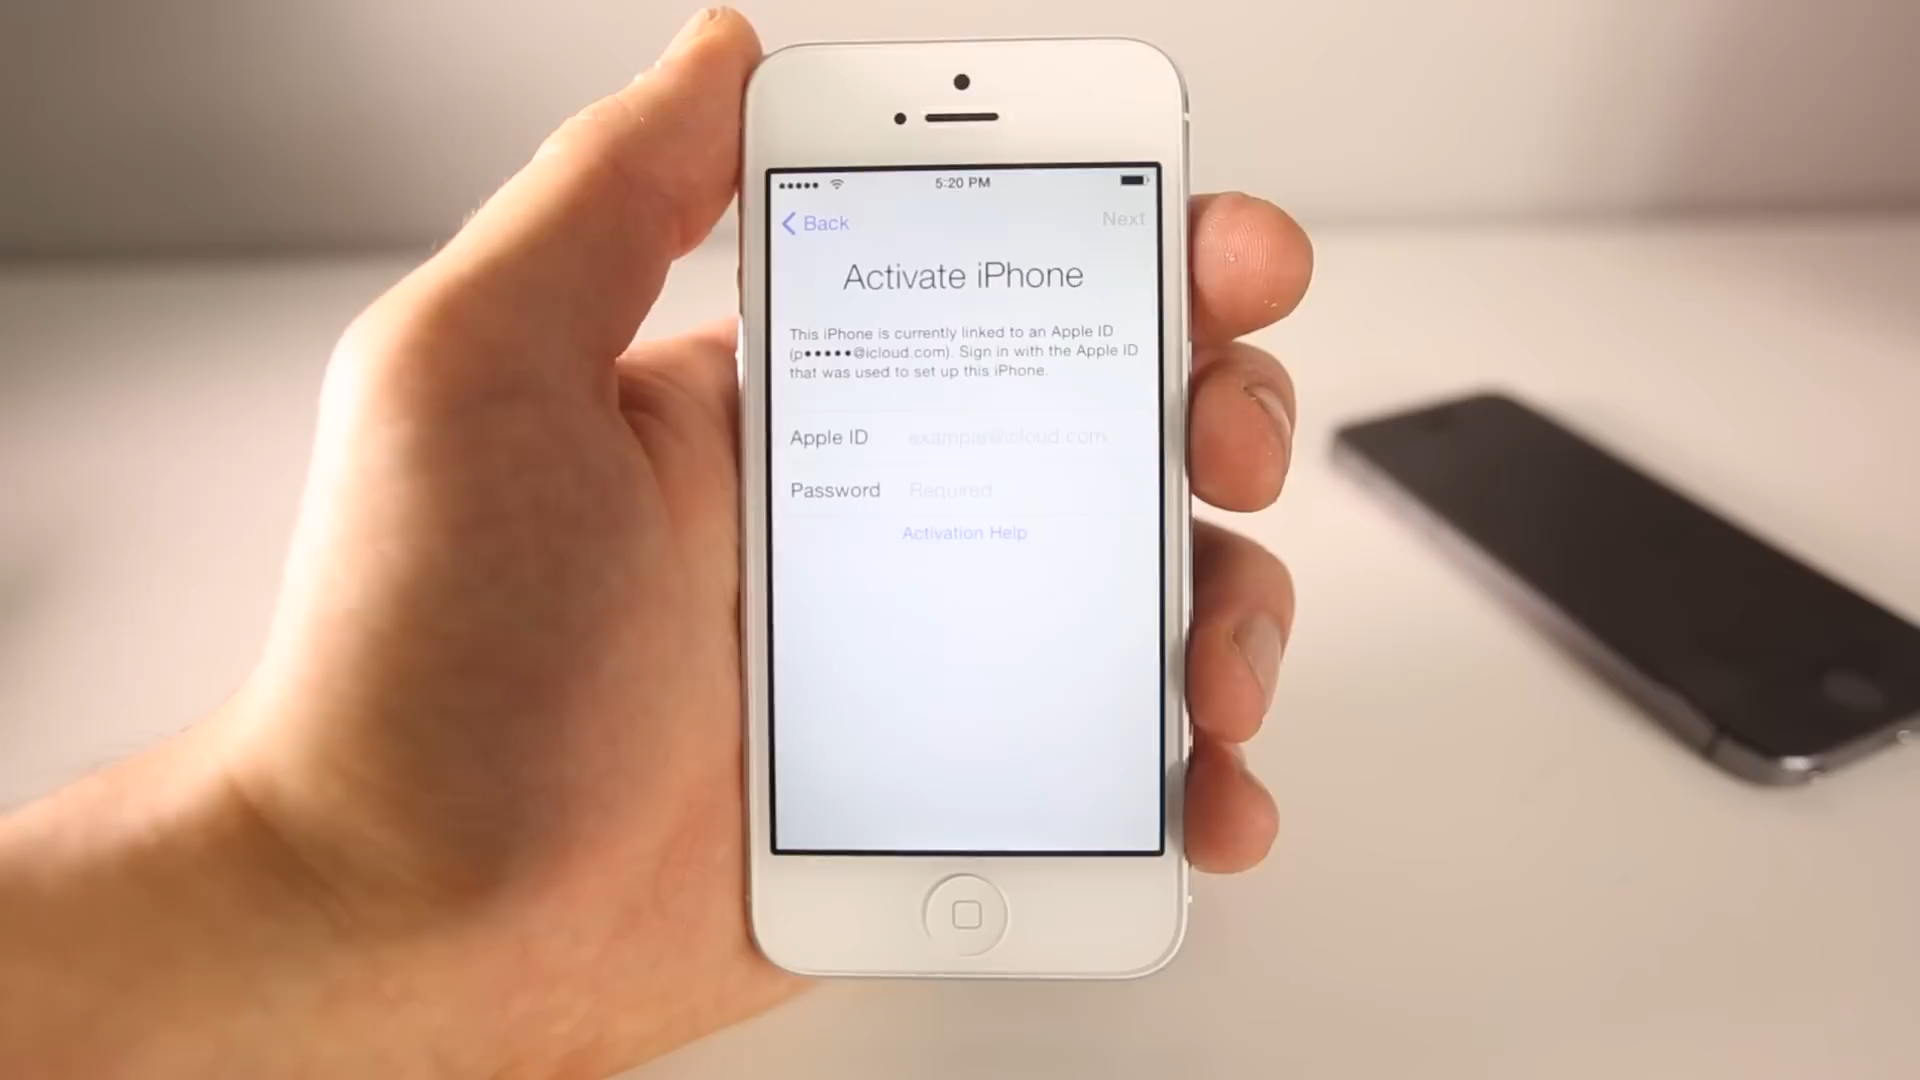 5:20 PM
Back
Next
Activate iPhone
This iPhone is currently linked to an Apple ID
(p•••••@icloud.com). Sign in with the Apple ID
that was used to set up this iPhone.
Apple ID example@icloud.com
Password Required
Activation Help